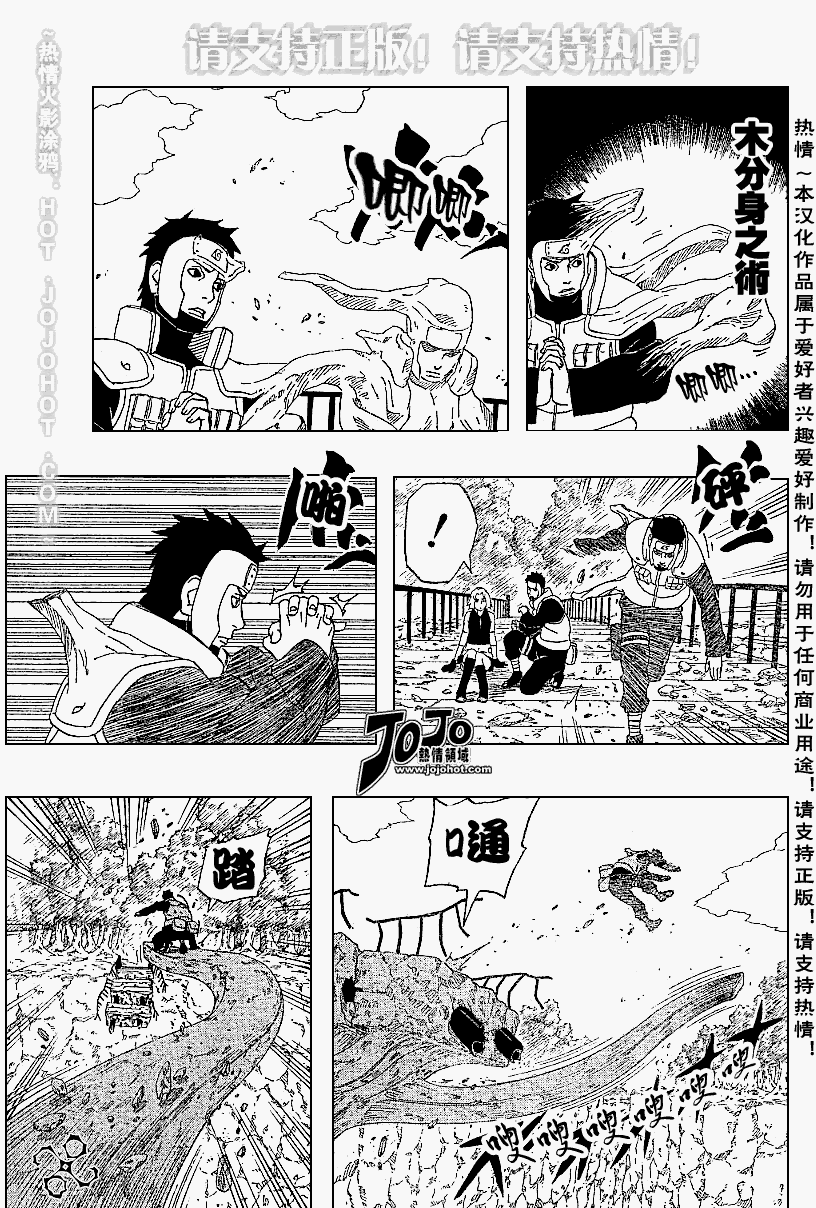 请支持正版！请支持热情！
~热情火影涂鸦：HOT.JOJOHOT.COM~
热情~本汉化作品属于爱好者兴趣爱好制作！请勿用于任何商业用途！请支持正版！请支持热情！
木分身之術
唧唧…
唧唧
砰
！
啪
JOJO
熱情領域
www.jojohot.com
口通
嗖嗖嗖嗖嗖嗖
踏